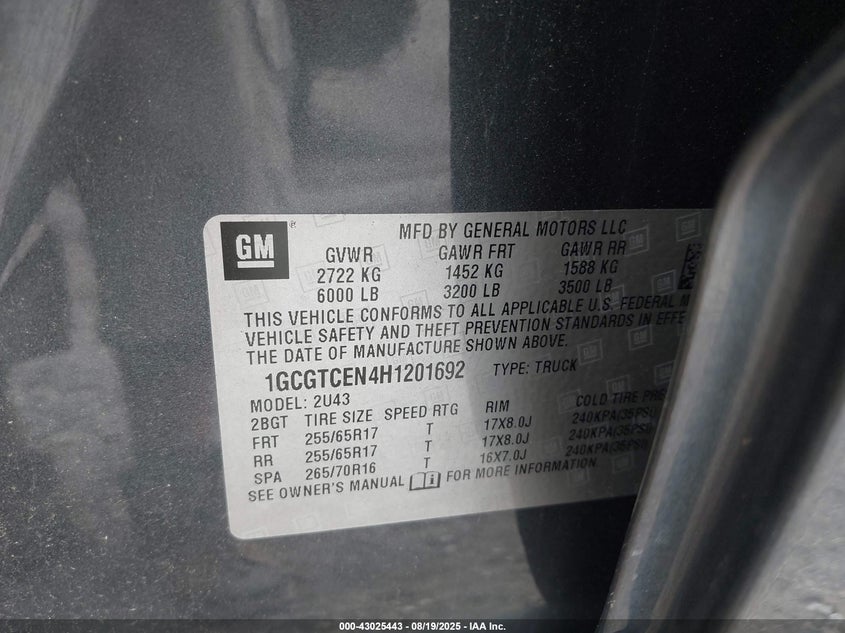 GM
®
MFD BY GENERAL MOTORS LLC
GVWR GAWR FRT GAWR RR
2722 KG 1452 KG 1588 KG
6000 LB 3200 LB 3500 LB
THIS VEHICLE CONFORMS TO ALL APPLICABLE U.S. FEDERAL M
VEHICLE SAFETY AND THEFT PREVENTION STANDARDS IN EFFE
THE DATE OF MANUFACTURE SHOWN ABOVE.
1GCGTCEN4H1201692 TYPE: TRUCK
MODEL: 2U43
2BGT TIRE SIZE SPEED RTG RIM COLD TIRE PRE
FRT 255/65R17 T 17X8.0J 240KPA(35PSI
RR 255/65R17 T 17X8.0J 240KPA(35PSI
SPA 265/70R16 T 16X7.0J 240KPA(35PSI
SEE OWNER'S MANUAL FOR MORE INFORMATION
000-43025443 - 08/19/2025 - IAA Inc.